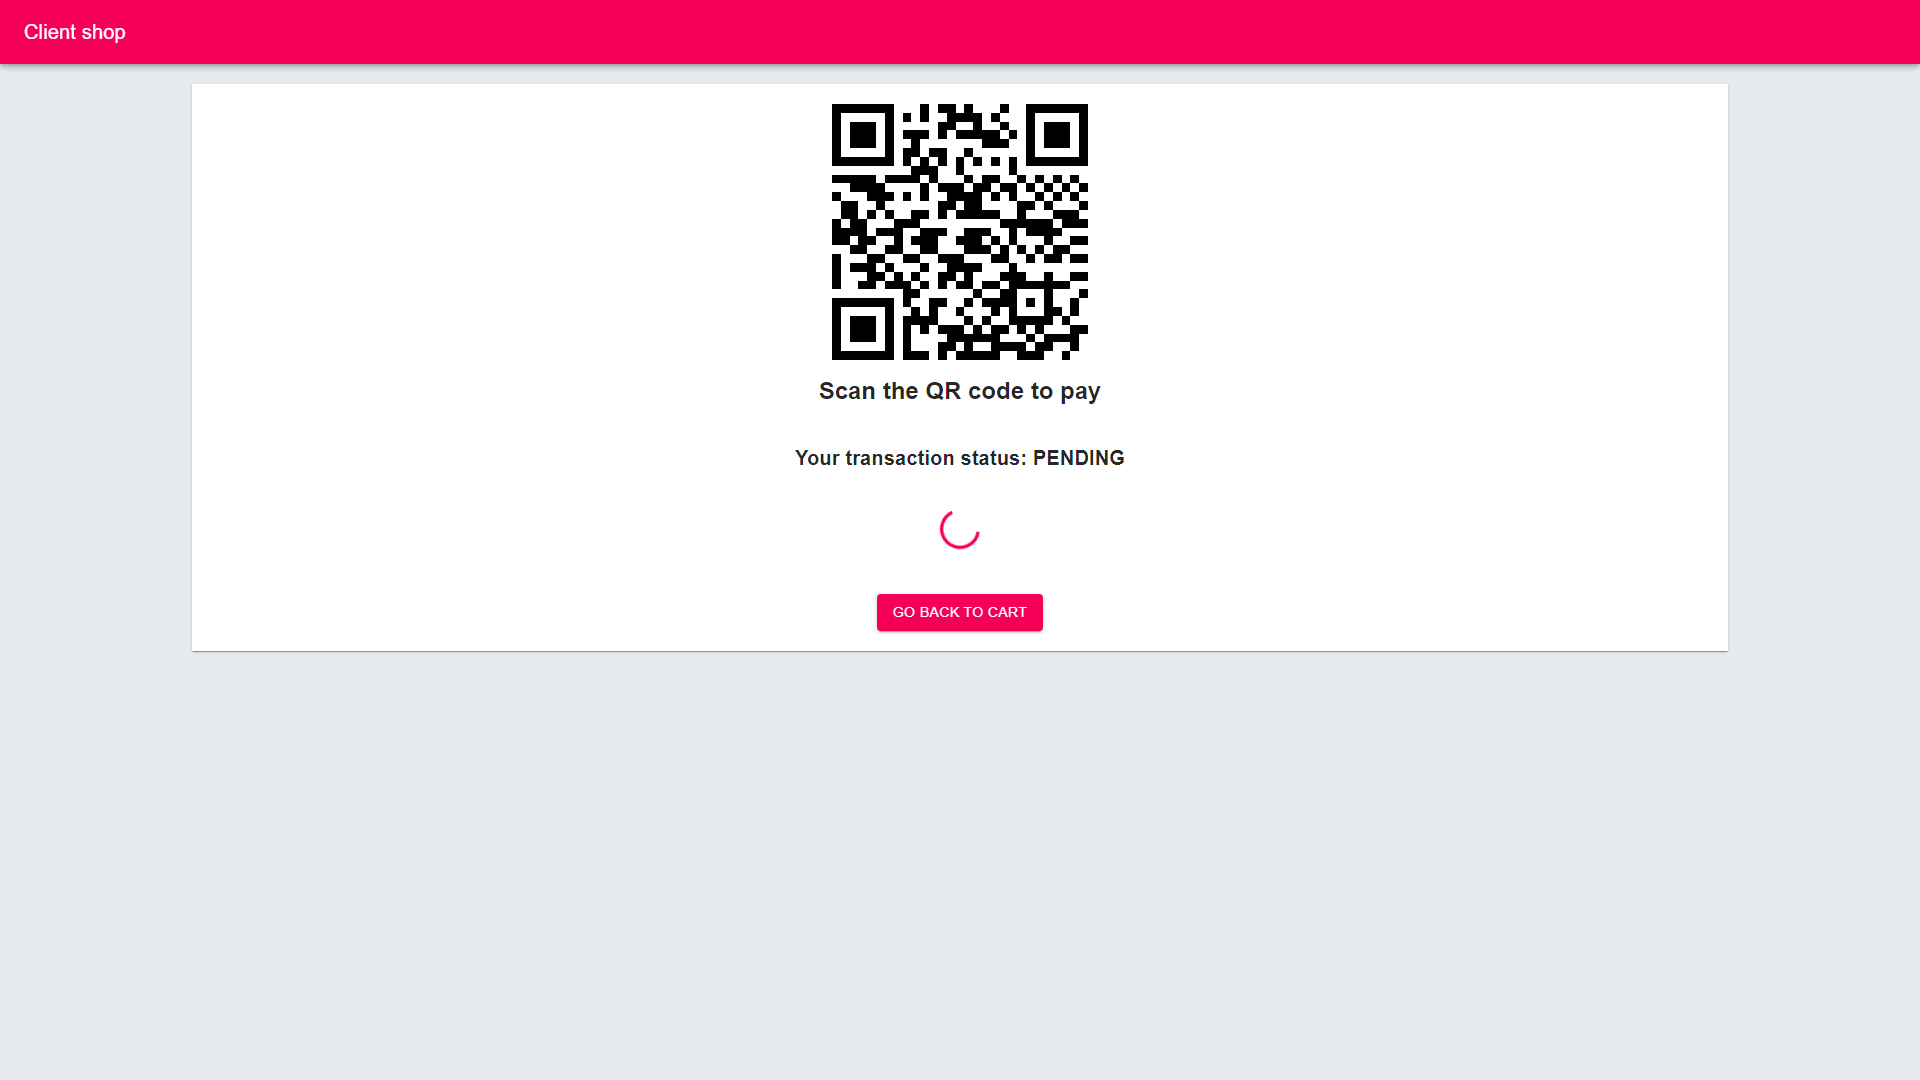 Client shop
Scan the QR code to pay
Your transaction status: PENDING
GO BACK TO CART